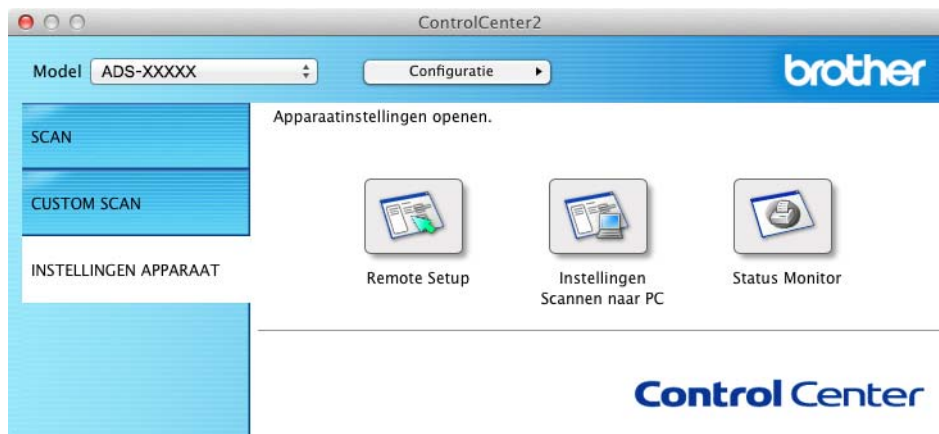 ControlCenter2
Model ADS-XXXXX Configuratie
brother
SCAN
CUSTOM SCAN
INSTELLINGEN APPARAAT
Apparaatinstellingen openen.
Remote Setup
Instellingen
Scannen naar PC
Status Monitor
Control Center